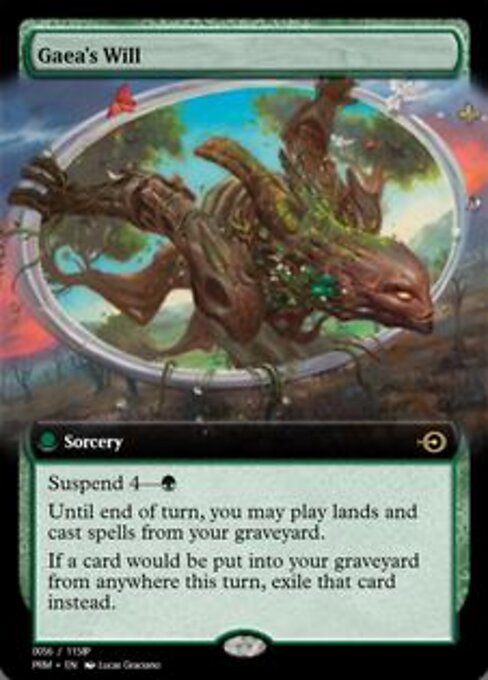 Gaea's Will
Sorcery
Suspend 4—
Until end of turn, you may play lands and
cast spells from your graveyard.
If a card would be put into your graveyard
from anywhere this turn, exile that card
instead.
0056 / 115 P
PRM • EN Lucas Graciano